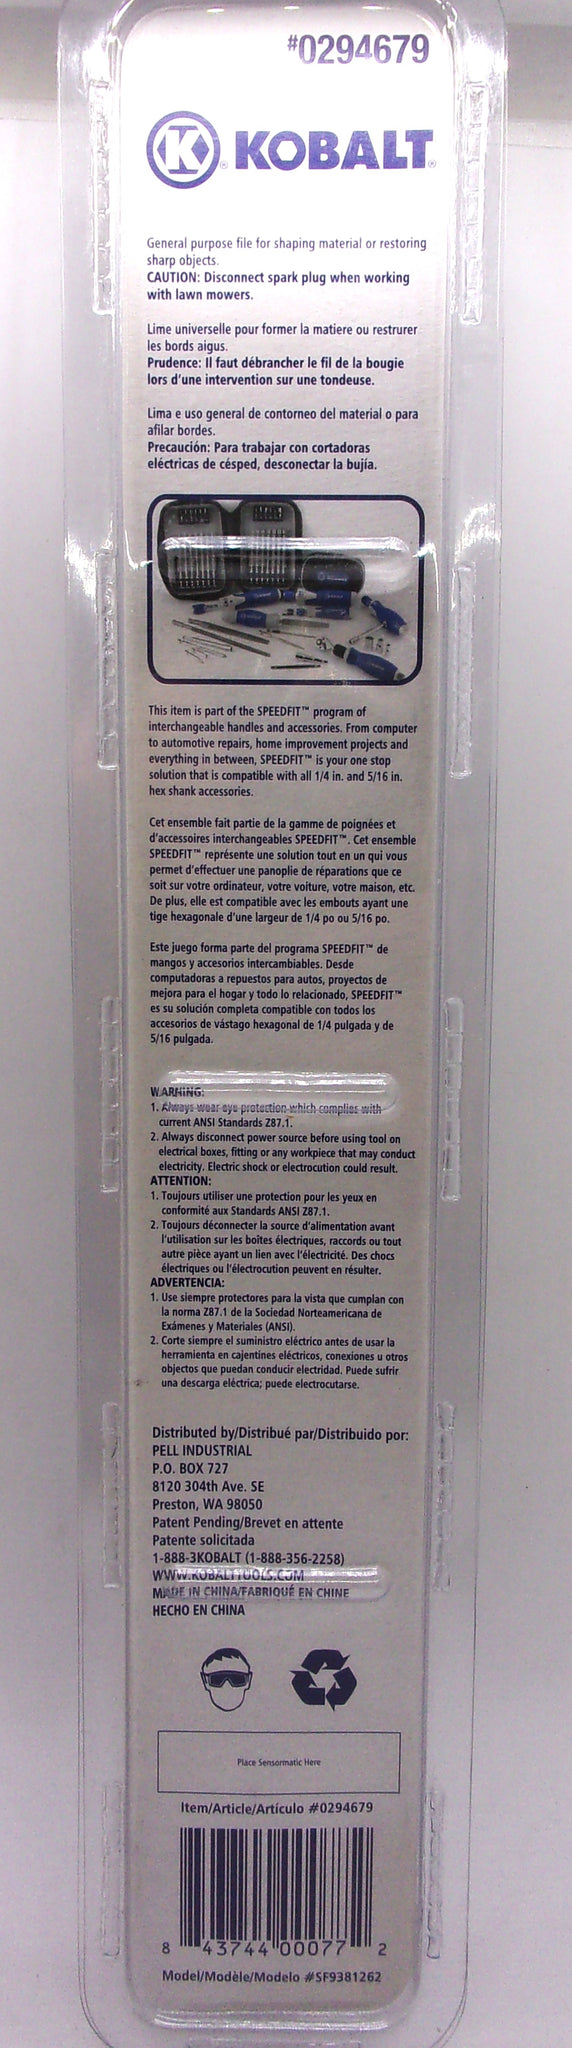 #0294679
K® KOBALT®
General purpose file for shaping material or restoring
sharp objects.
CAUTION: Disconnect spark plug when working
with lawn mowers.
Lime universelle pour former la matiere ou restrurer
les bords aigus.
Prudence: Il faut débrancher le fil de la bougie
lors d'une intervention sur une tondeuse.
Lima e uso general de contorneo del material o para
afilar bordes.
Precaución: Para trabajar con cortadoras
eléctricas de césped, desconectar la bujía.
This item is part of the SPEEDFIT™ program of
interchangeable handles and accessories. From computer
to automotive repairs, home improvement projects and
everything in between, SPEEDFIT™ is your one stop
solution that is compatible with all 1/4 in. and 5/16 in.
hex shank accessories.
Cet ensemble fait partie de la gamme de poignées et
d'accessoires interchangeables SPEEDFIT™. Cet ensemble
SPEEDFIT™ représente une solution tout en un qui vous
permet d'effectuer une panoplie de réparations que ce
soit sur votre ordinateur, votre voiture, votre maison, etc.
De plus, elle est compatible avec les embouts ayant une
tige hexagonale d'une largeur de 1/4 po ou 5/16 po.
Este juego forma parte del programa SPEEDFIT™ de
mangos y accesorios intercambiables. Desde
computadoras a repuestos para autos, proyectos de
mejora para el hogar y todo lo relacionado, SPEEDFIT™
es su solución completa compatible con todos los
accesorios de vástago hexagonal de 1/4 pulgada y de
5/16 pulgada.
WARNING:
1. Always wear eye protection which complies with
current ANSI Standards Z87.1.
2. Always disconnect power source before using tool on
electrical boxes, fitting or any workpiece that may conduct
electricity. Electric shock or electrocution could result.
ATTENTION:
1. Toujours utiliser une protection pour les yeux en
conformité aux Standards ANSI Z87.1.
2. Toujours déconnecter la source d'alimentation avant
l'utilisation sur les boîtes électriques, raccords ou tout
autre pièce ayant un lien avec l'électricité. Des chocs
électriques ou l'électrocution peuvent en résulter.
ADVERTENCIA:
1. Use siempre protectores para la vista que cumplan con
la norma Z87.1 de la Sociedad Norteamericana de
Exámenes y Materiales (ANSI).
2. Corte siempre el suministro eléctrico antes de usar la
herramienta en cajentines eléctricos, conexiones u otros
objectos que puedan conducir electridad. Puede sufrir
una descarga eléctrica; puede electrocutarse.
Distributed by/Distribué par/Distribuido por:
PELL INDUSTRIAL
P.O. BOX 727
8120 304th Ave. SE
Preston, WA 98050
Patent Pending/Brevet en attente
Patente solicitada
1-888-3KOBALT (1-888-356-2258)
WWW.KOBALTTOOLS.COM
MADE IN CHINA/FABRIQUÉ EN CHINE
HECHO EN CHINA
Place Sensormatic Here
Item/Article/Artículo #0294679
8 43744 00077 2
Model/Modèle/Modelo #SF9381262